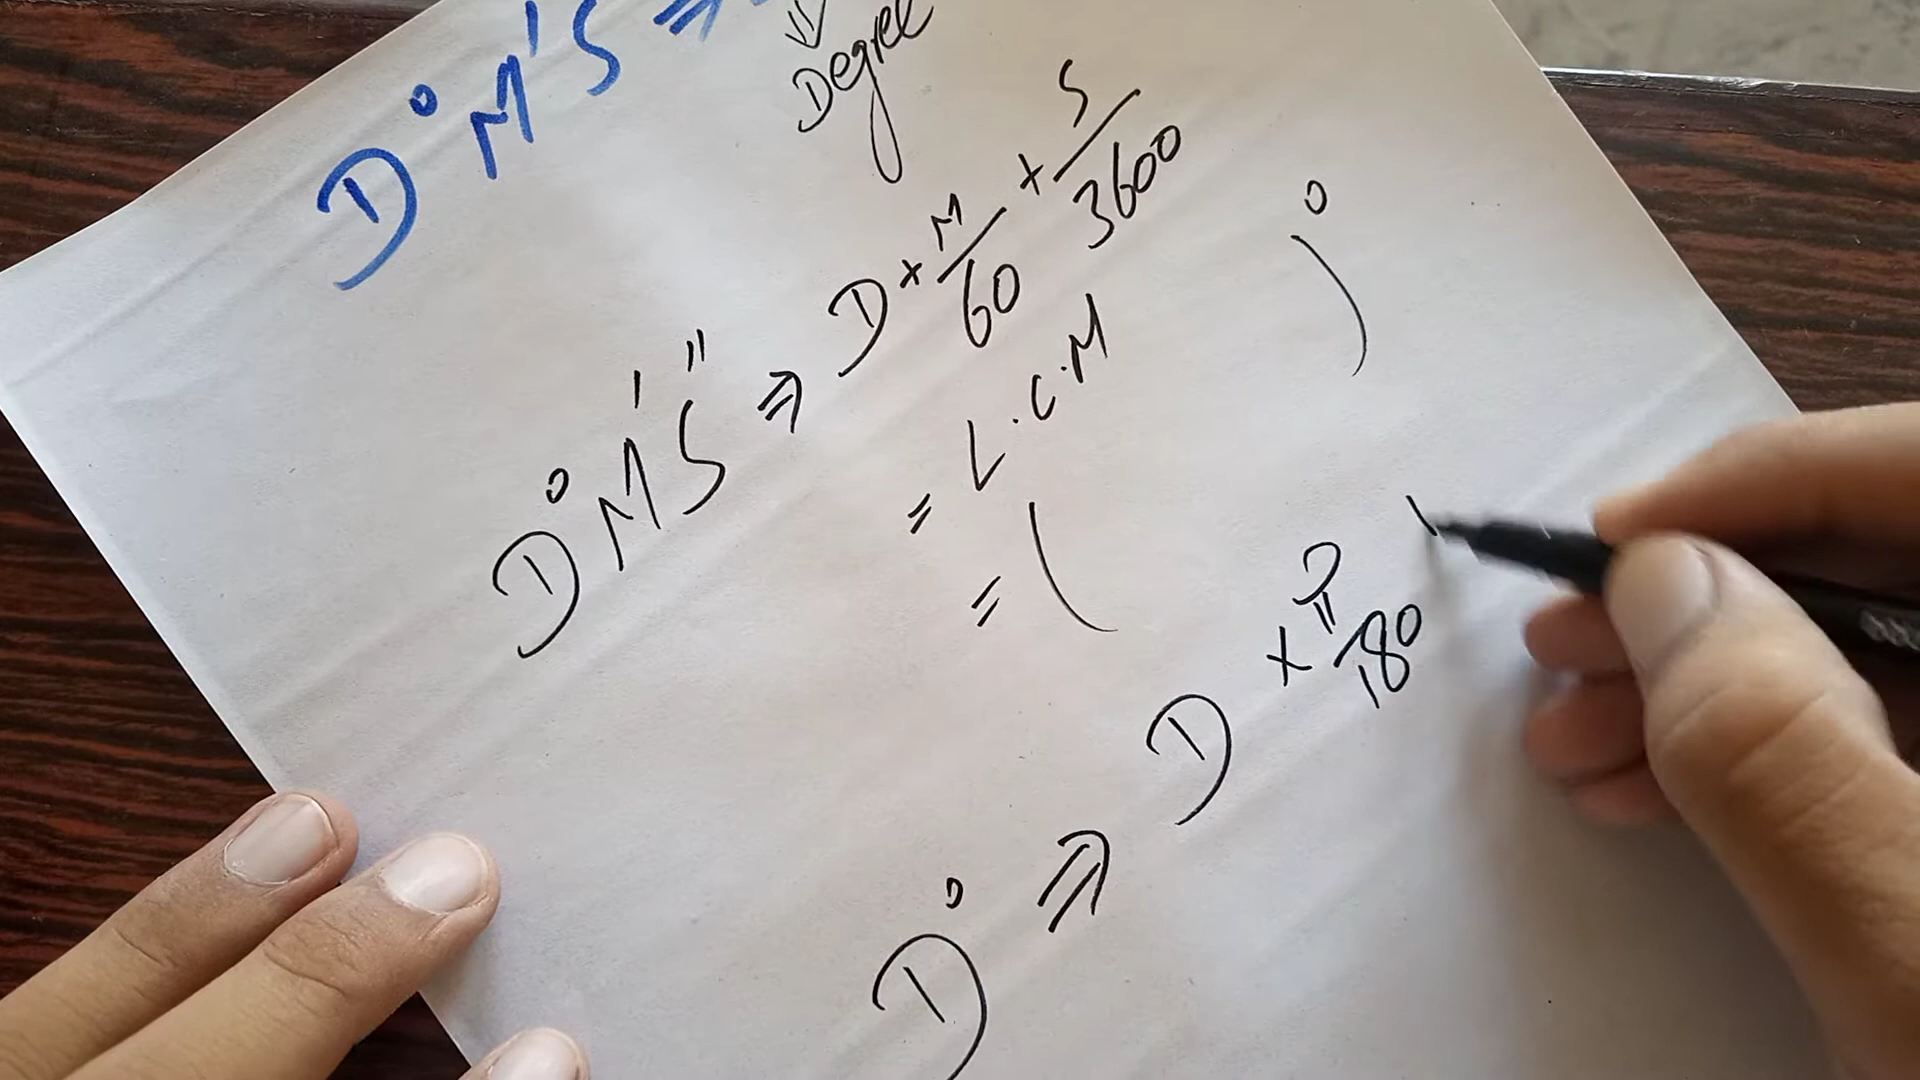 D° M' S ⇒
⇓
Degree
D° M' S'' ⇒ D + M/60 + S/3600
= L.C.M
= ( )°
D° ⇒ D × π/180